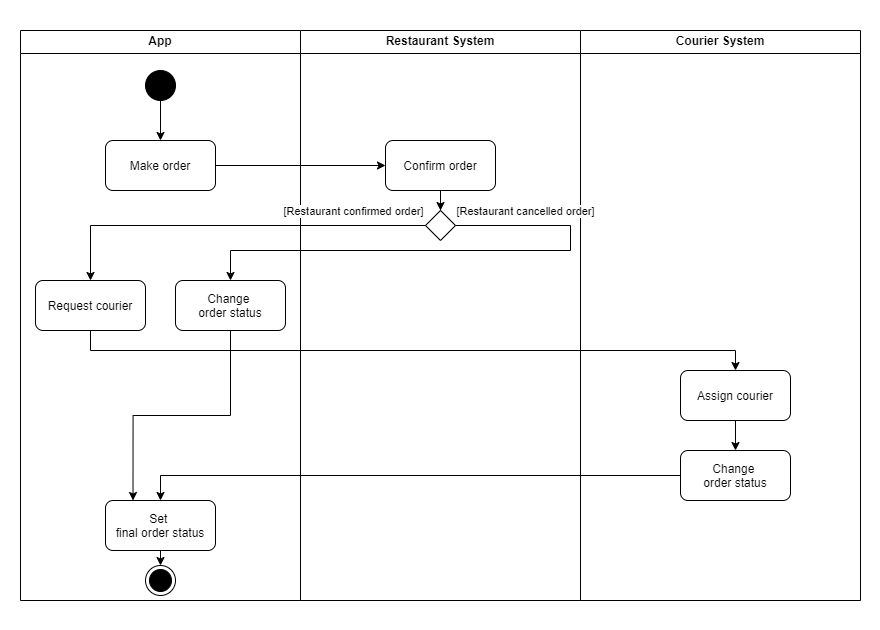 App
Restaurant System
Courier System
Make order
Confirm order
[Restaurant confirmed order]
[Restaurant cancelled order]
Request courier
Change
order status
Assign courier
Change
order status
Set
final order status